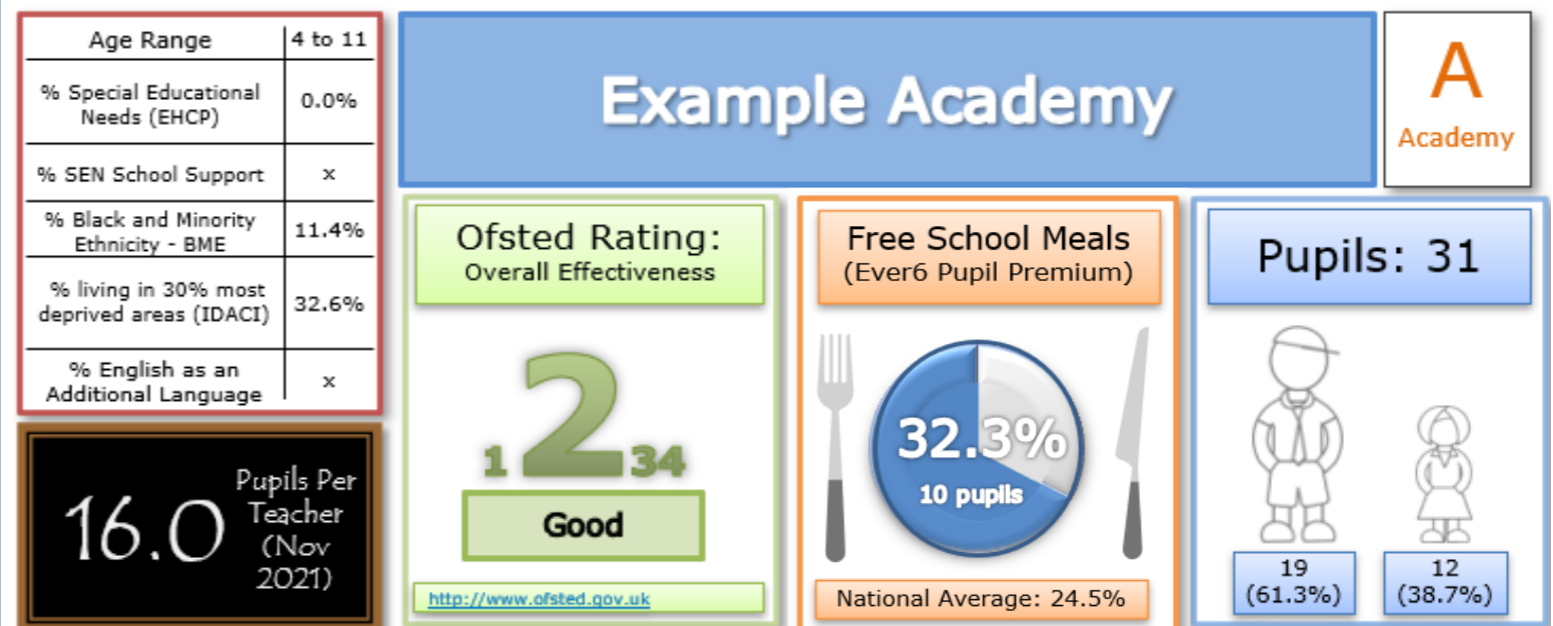 Age Range 4 to 11
% Special Educational
Needs (EHCP) 0.0%
% SEN School Support x
% Black and Minority
Ethnicity - BME 11.4%
% living in 30% most
deprived areas (IDACI) 32.6%
% English as an
Additional Language x
16.0 Pupils Per
Teacher
(Nov
2021)
Example Academy
A
Academy
Ofsted Rating:
Overall Effectiveness
1 2 3 4
Good
http://www.ofsted.gov.uk
Free School Meals
(Ever6 Pupil Premium)
32.3%
10 pupils
National Average: 24.5%
Pupils: 31
19
(61.3%)
12
(38.7%)